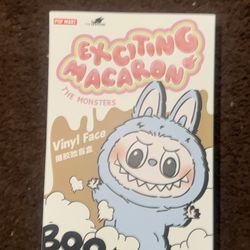 POP MART
EXCITING
MACARON
THE MONSTERS
Vinyl Face
搪胶脸盲盒
BOO